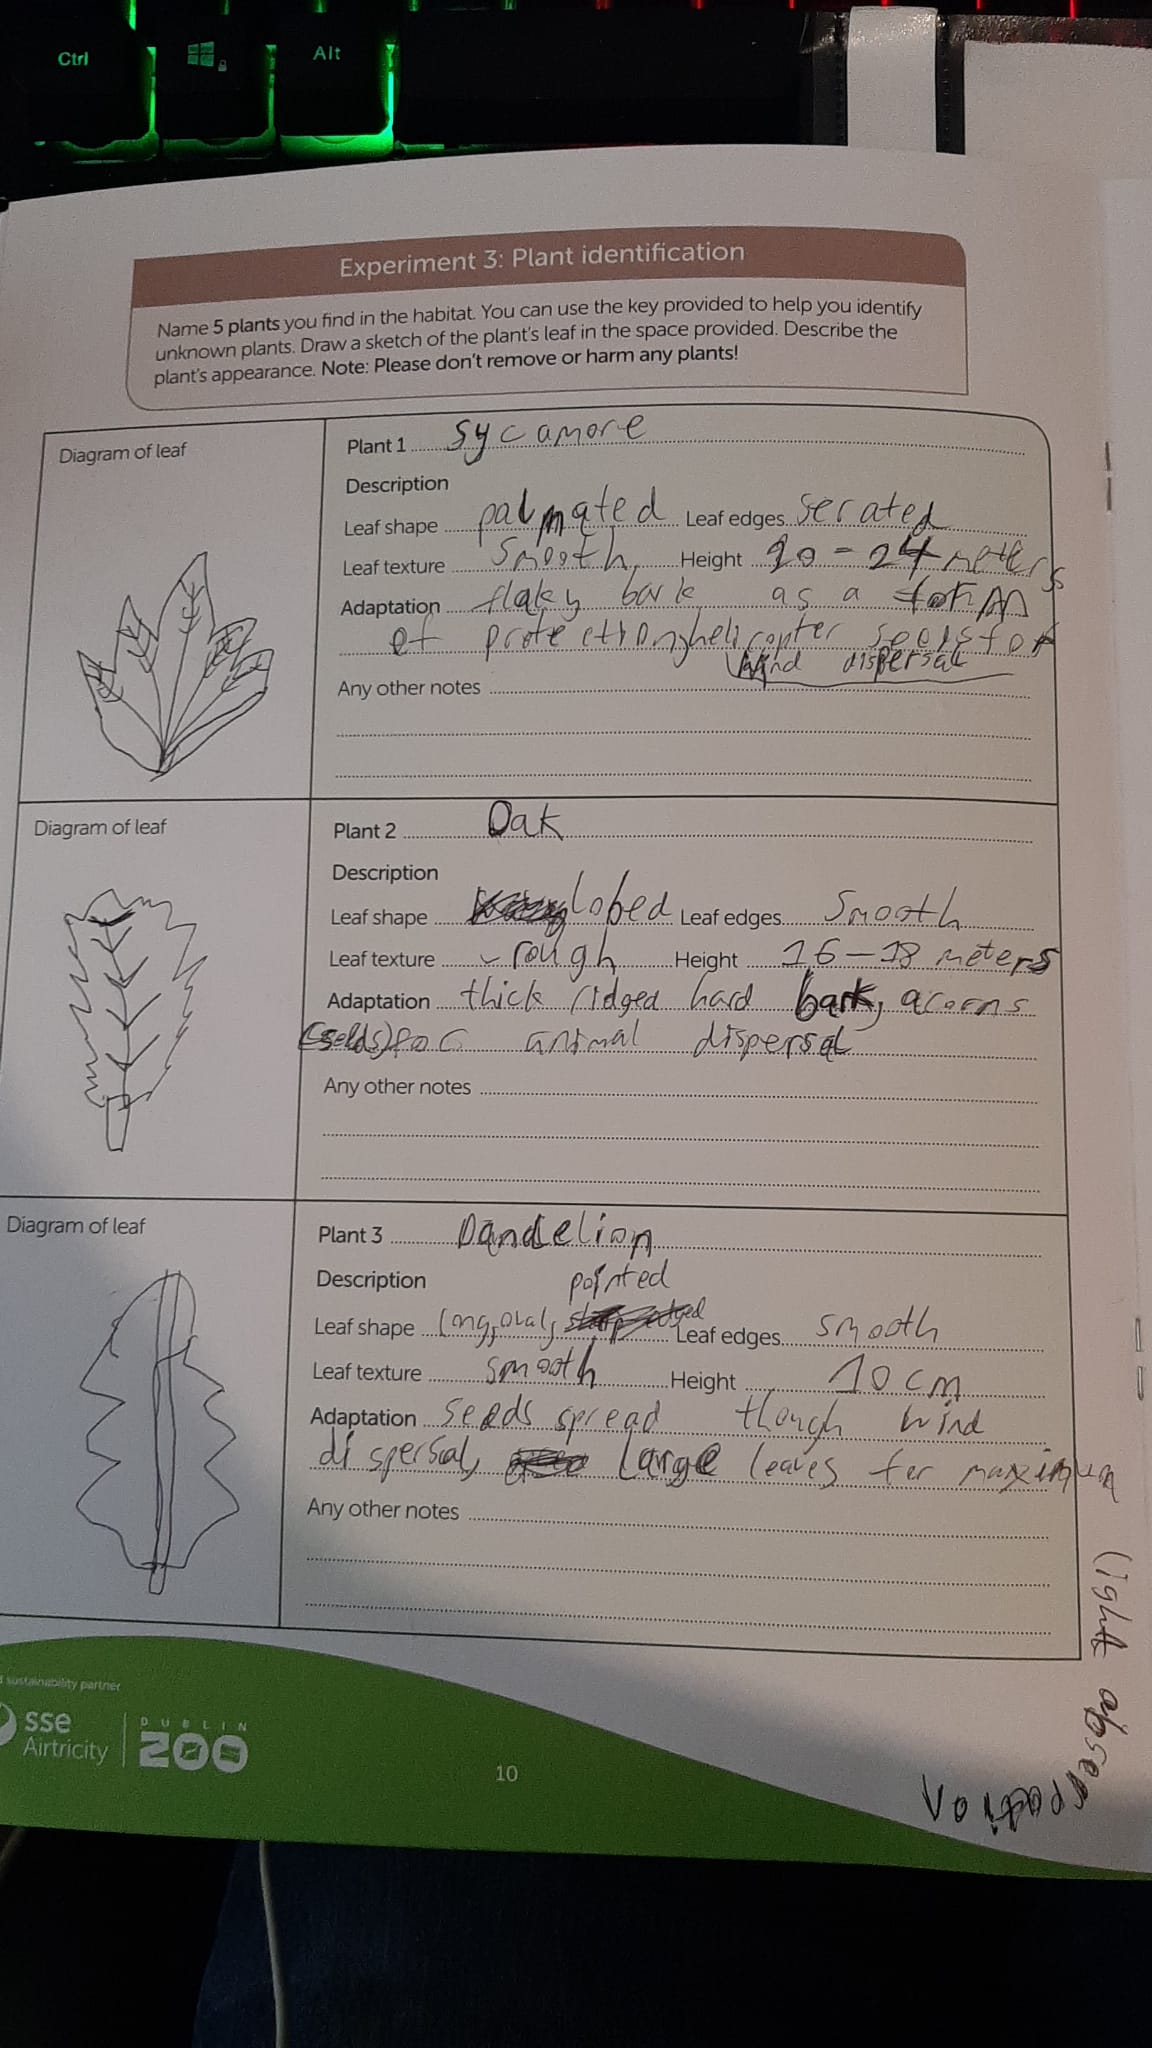 Ctrl
Alt
Experiment 3: Plant identification
Name 5 plants you find in the habitat. You can use the key provided to help you identify
unknown plants. Draw a sketch of the plant's leaf in the space provided. Describe the
plant's appearance. Note: Please don't remove or harm any plants!
Diagram of leaf
Plant 1 sycamore
Description
Leaf shape palmated Leaf edges serated
Leaf texture smooth Height 20 - 24 meters
Adaptation flaky bark as a form
of protection, helicopter seeds for
wind dispersal
Any other notes
Diagram of leaf
Plant 2 Oak
Description
Leaf shape lobed Leaf edges smooth
Leaf texture rough Height 16-18 meters
Adaptation thick ridged hard bark, acorns
(seeds) for animal dispersal
Any other notes
Diagram of leaf
Plant 3 Dandelion
Description pointed
Leaf shape long, oval, Leaf edges smooth
Leaf texture smooth Height 10 cm
Adaptation seeds spread though wind
dispersal, large leaves for maximum
light
Any other notes
sustainability partner
sse
Airtricity
DUBLIN
ZOO
10